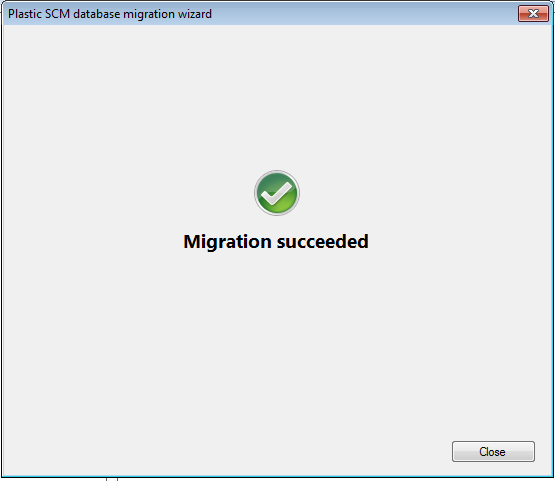 Plastic SCM database migration wizard
Migration succeeded
Close